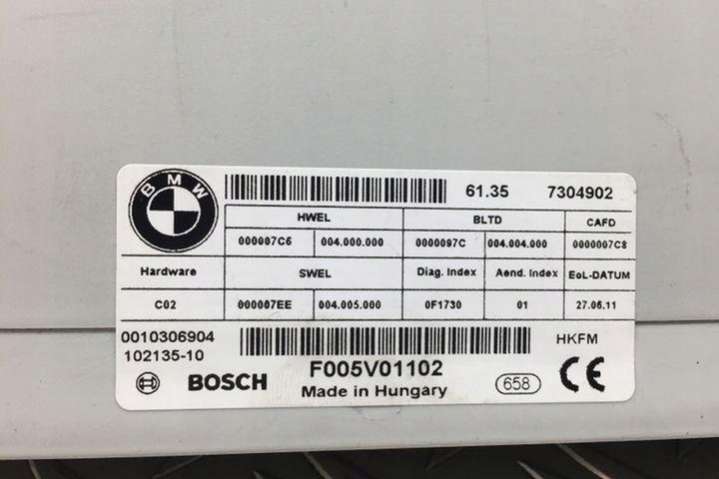 BMW
61.35 7304902
HWEL BLTD CAFD
000007C6 004.000.000 0000097C 004.004.000 000007C8
Hardware SWEL Diag. Index Aend. Index EoL-DATUM
C02 000007EE 004.005.000 0F1730 01 27.06.11
0010306904 HKFM
102135-10
BOSCH F005V01102 658 CE
Made in Hungary